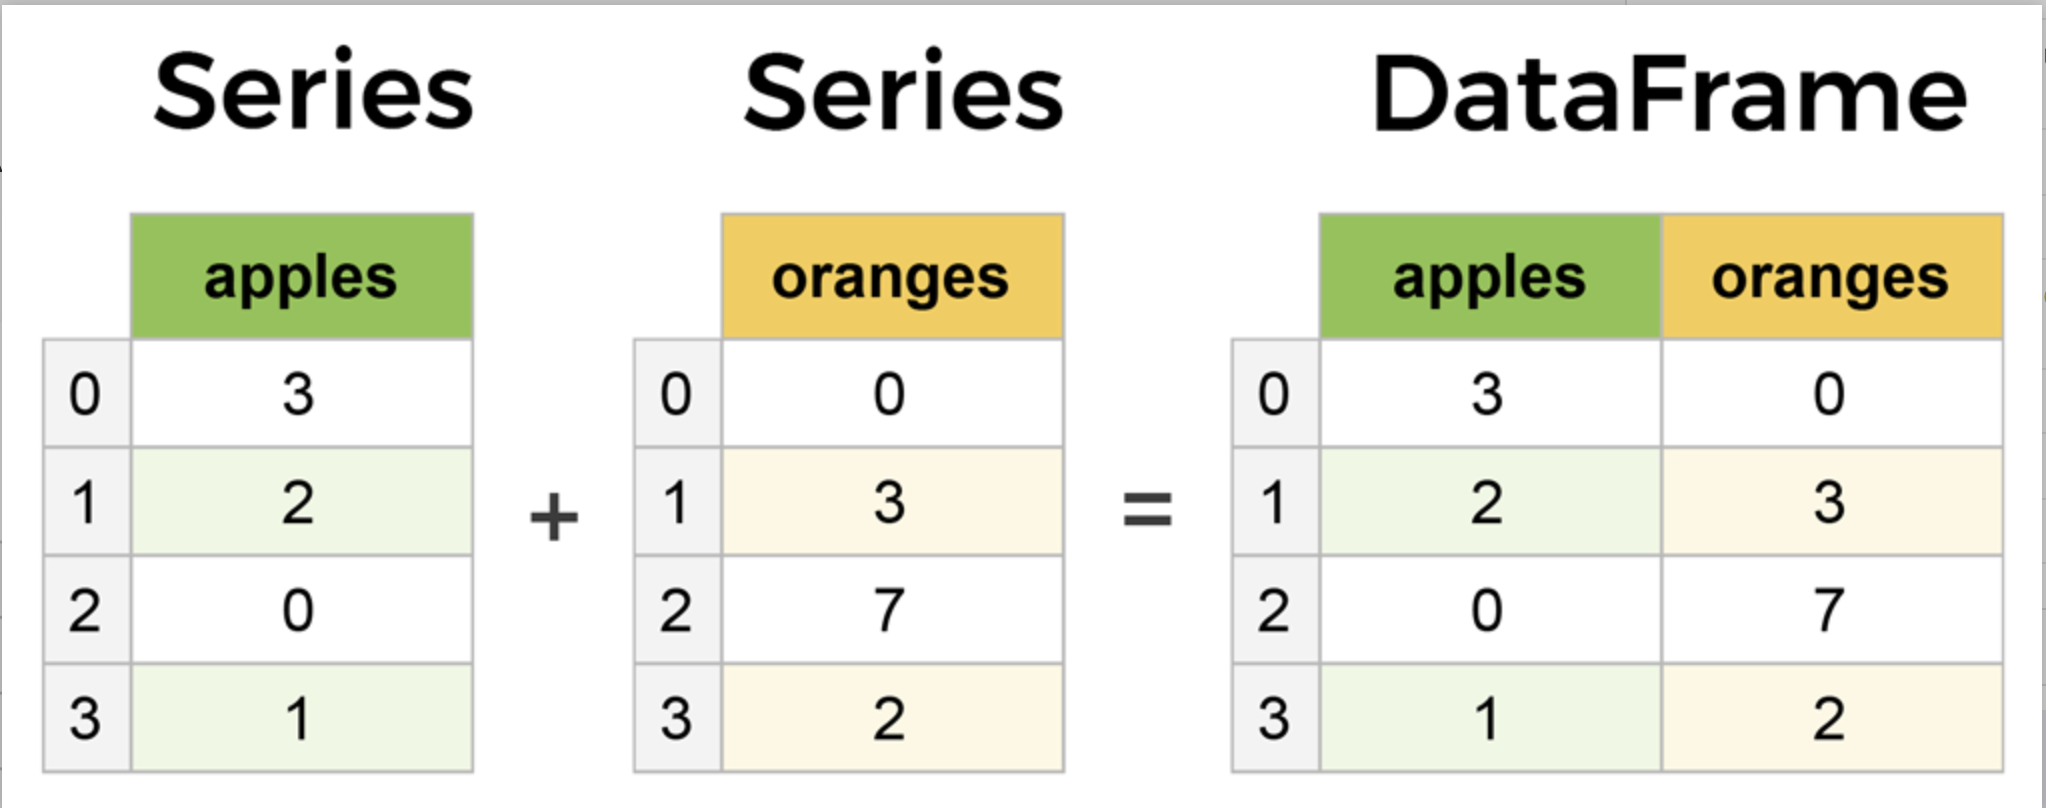 Series Series DataFrame
apples oranges apples oranges
0 3 0 0 0 3 0
1 2 1 3 1 2 3
+ =
2 0 2 7 2 0 7
3 1 3 2 3 1 2